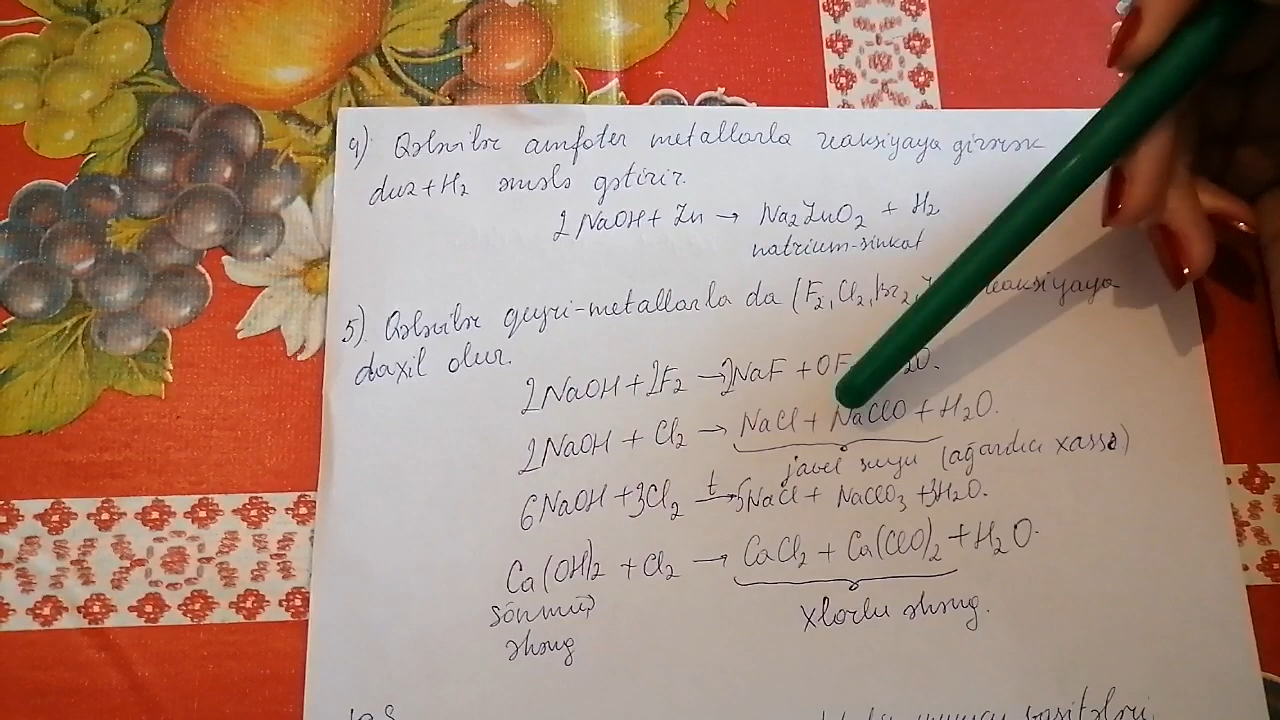 4) Qələvilər amfoter metallarla reaksiyaya girərək
duz+H₂ əmələ gətirir.
2NaOH + Zn → Na₂ZnO₂ + H₂
natrium-sinkat
5) Qələvilər qeyri-metallarla da (F₂, Cl₂, Br₂, reaksiyaya
daxil olur.
2NaOH + 2F₂ → 2NaF + OF 2O.
2NaOH + Cl₂ → NaCl + NaClO + H₂O.
javel suyu (ağardıcı xassə)
6NaOH + 3Cl₂ t→ 5NaCl + NaClO₃ + 3H₂O.
Ca(OH)₂ + Cl₂ → CaCl₂ + Ca(ClO)₂ + H₂O.
sönmüş xlorlu əhəng.
əhəng